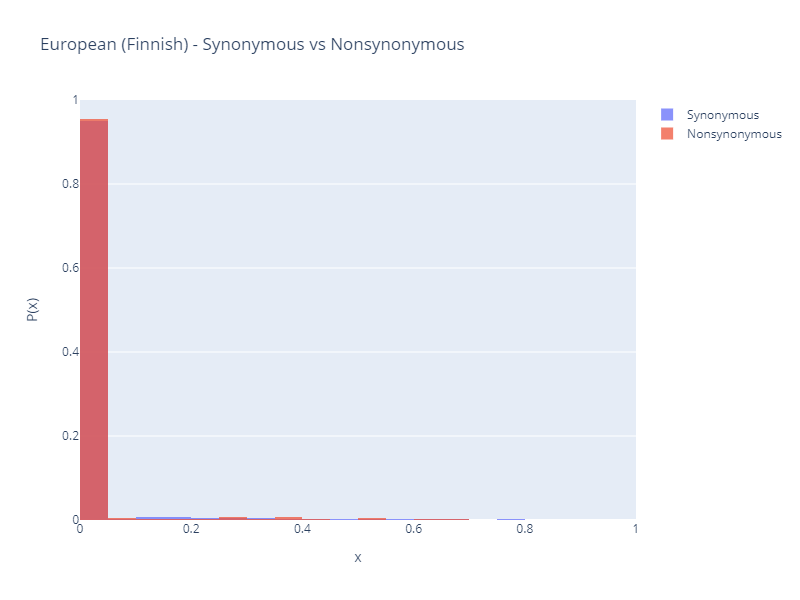 European (Finnish) - Synonymous vs Nonsynonymous
Synonymous
Nonsynonymous
1
0.8
0.6
0.4
0.2
0
P(x)
0
0.2
0.4
0.6
0.8
1
x